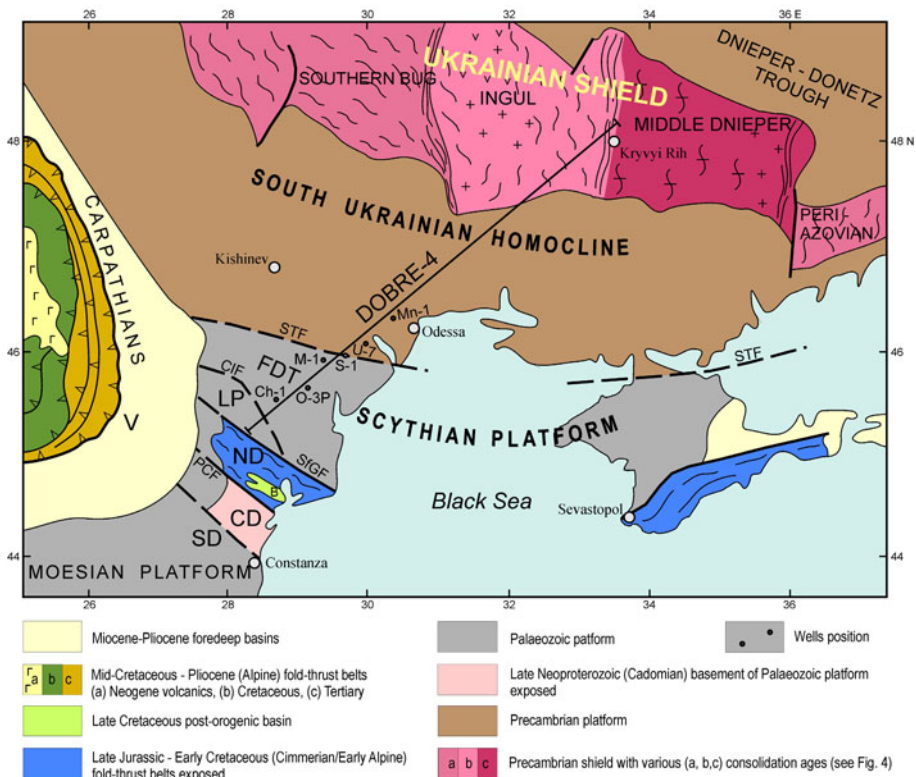 26 28 30 32 34 36 E
DNIEPER - DONETZ
TROUGH
UKRAINIAN SHIELD
SOUTHERN BUG
INGUL
MIDDLE DNIEPER
48
48 N
Kryvyi Rih
CARPATHIANS
SOUTH UKRAINIAN HOMOCLINE
PERI -
AZOVIAN
Kishinev
DOBRE-4
Mn-1
Odessa
STF
U-7
46
46
M-1
S-1
STF
FDT
CIF
Ch-1
O-3P
LP
SCYTHIAN PLATFORM
V
ND
SfGF
PCF
B
Black Sea
Sevastopol
CD
SD
44
44
Constanza
MOESIAN PLATFORM
26 28 30 32 34 36
Miocene-Pliocene foredeep basins
a b c
Mid-Cretaceous - Pliocene (Alpine) fold-thrust belts
(a) Neogene volcanics, (b) Cretaceous, (c) Tertiary
Late Cretaceous post-orogenic basin
Late Jurassic - Early Cretaceous (Cimmerian/Early Alpine)
fold-thrust belts exposed
Palaeozoic patform
Wells position
Late Neoproterozoic (Cadomian) basement of Palaeozoic platform
exposed
Precambrian platform
a b c
Precambrian shield with various (a, b,c) consolidation ages (see Fig. 4)